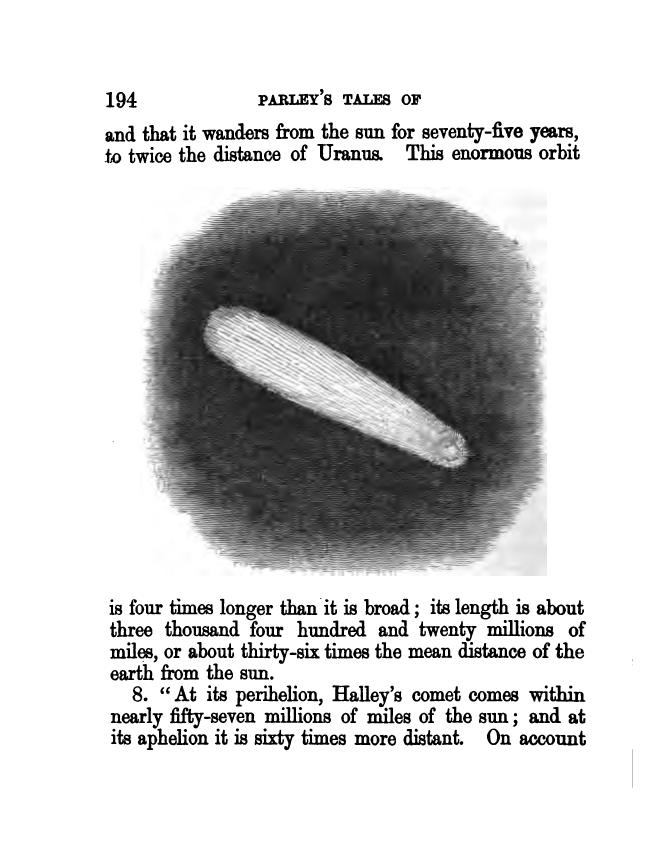 194 PARLEY'S TALES OF
and that it wanders from the sun for seventy-five years,
to twice the distance of Uranus. This enormous orbit
is four times longer than it is broad; its length is about
three thousand four hundred and twenty millions of
miles, or about thirty-six times the mean distance of the
earth from the sun.
8. "At its perihelion, Halley's comet comes within
nearly fifty-seven millions of miles of the sun; and at
its aphelion it is sixty times more distant. On account